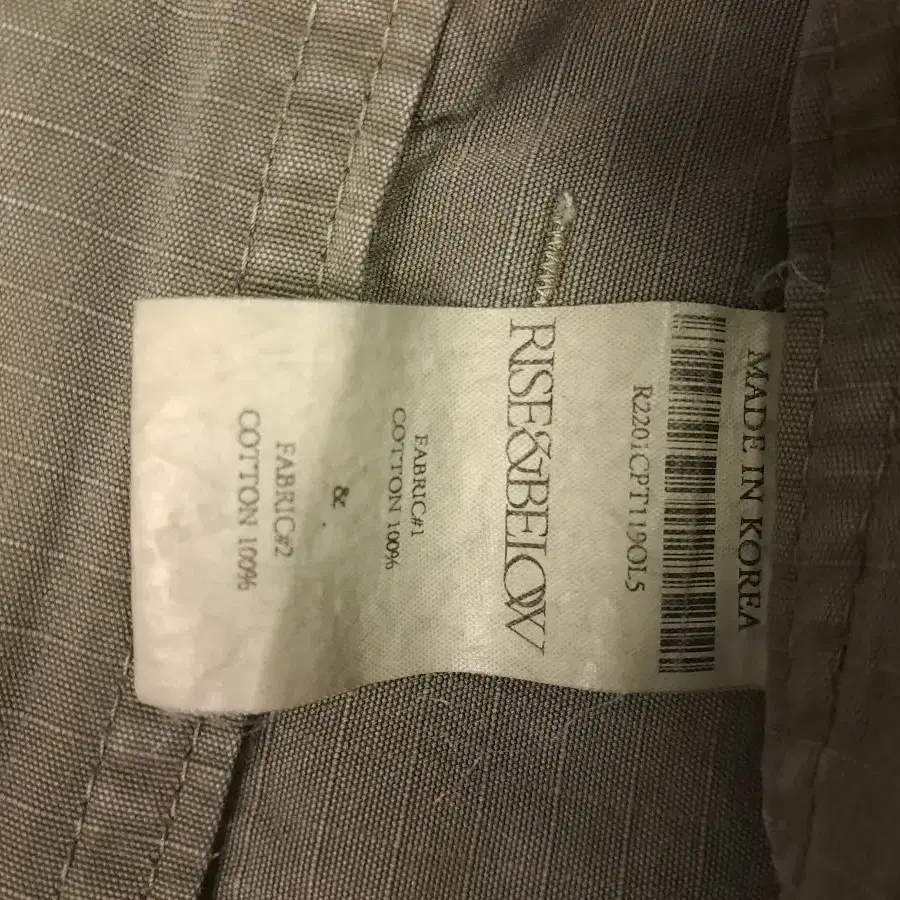 MADE IN KOREA
R2201CPT119OL5
RISE&BELOW
FABRIC#1
COTTON 100%
&
FABRIC#2
COTTON 100%